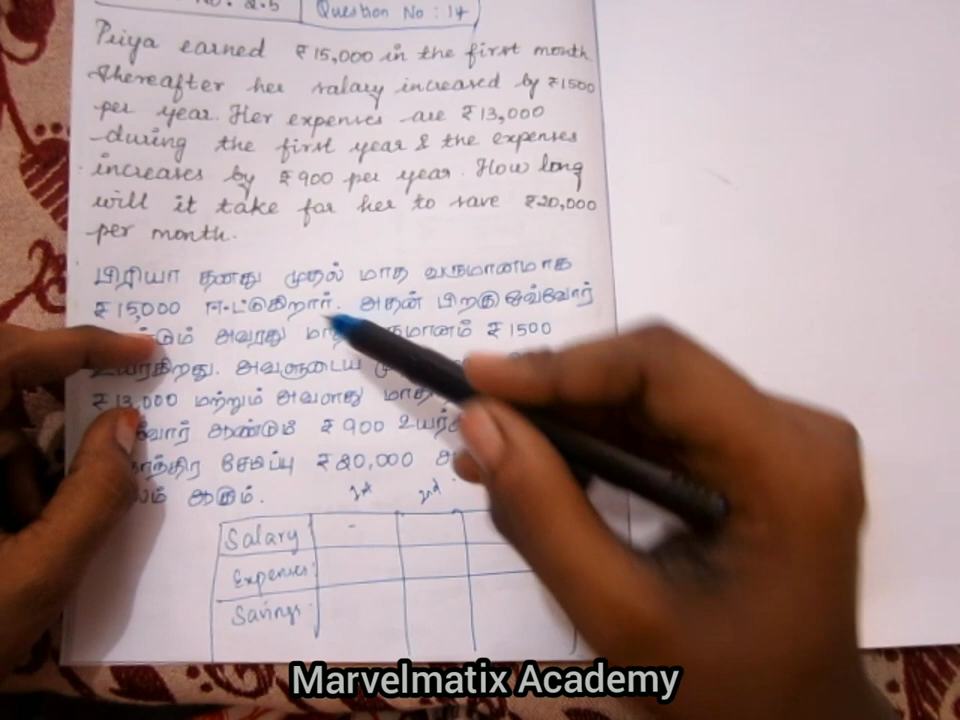 No: 2.5
Question No: 14
Priya earned ₹15,000 in the first month
thereafter her salary increased by ₹1500
per year. Her expenses are ₹13,000
during the first year & the expenses
increases by ₹900 per year. How long
will it take for her to save ₹20,000
per month.
பிரியா தனது முதல் மாத வருமானமாக
₹15,000 ஈட்டுகிறார். அதன் பிறகு ஒவ்வோர்
அவரது ₹1500
உயர்கிறது. அவளுடைய
₹13,000 மற்றும் அவளது
ஆண்டும் ₹900
சேமிப்பு ₹20,000
ஆகும்.
1st 2nd
Salary -
Expenses
Savings
Marvelmatix Academy